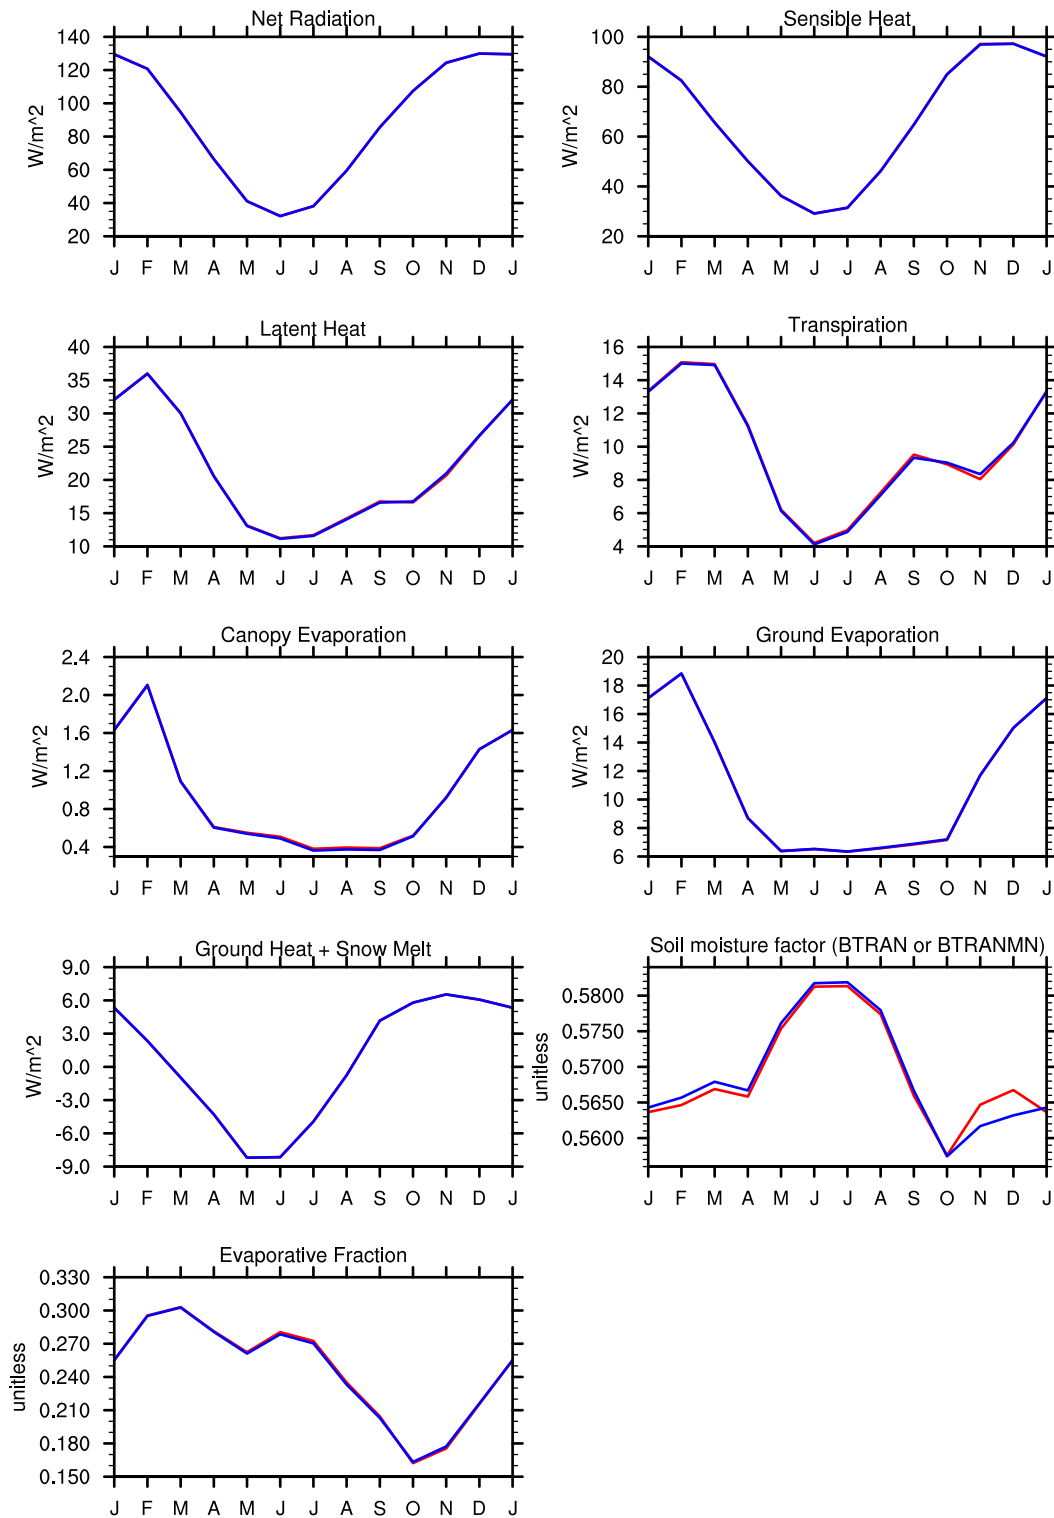 Net Radiation
W/m^2
140
120
100
80
60
40
20
J F M A M J J A S O N D J
Sensible Heat
W/m^2
100
80
60
40
20
J F M A M J J A S O N D J
Latent Heat
W/m^2
40
35
30
25
20
15
10
J F M A M J J A S O N D J
Transpiration
W/m^2
16
14
12
10
8
6
4
J F M A M J J A S O N D J
Canopy Evaporation
W/m^2
2.4
2.0
1.6
1.2
0.8
0.4
J F M A M J J A S O N D J
Ground Evaporation
W/m^2
20
18
16
14
12
10
8
6
J F M A M J J A S O N D J
Ground Heat + Snow Melt
W/m^2
9.0
6.0
3.0
0.0
-3.0
-6.0
-9.0
J F M A M J J A S O N D J
Soil moisture factor (BTRAN or BTRANMN)
unitless
0.5800
0.5750
0.5700
0.5650
0.5600
J F M A M J J A S O N D J
Evaporative Fraction
unitless
0.330
0.300
0.270
0.240
0.210
0.180
0.150
J F M A M J J A S O N D J